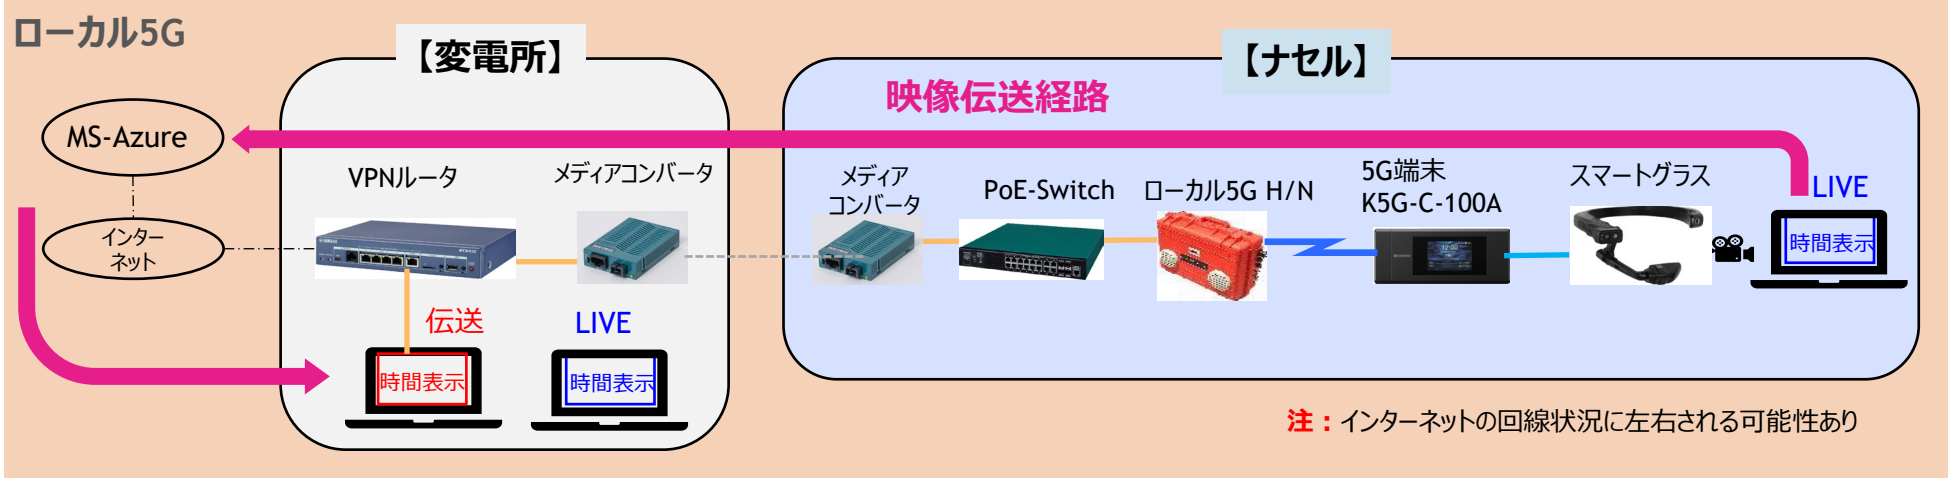 ローカル5G
【変電所】
【ナセル】
映像伝送経路
MS-Azure
VPNルータ
メディアコンバータ
メディア
コンバータ
PoE-Switch
ローカル5G H/N
5G端末
K5G-C-100A
スマートグラス
LIVE
インター
ネット
時間表示
伝送
LIVE
時間表示
時間表示
注：インターネットの回線状況に左右される可能性あり